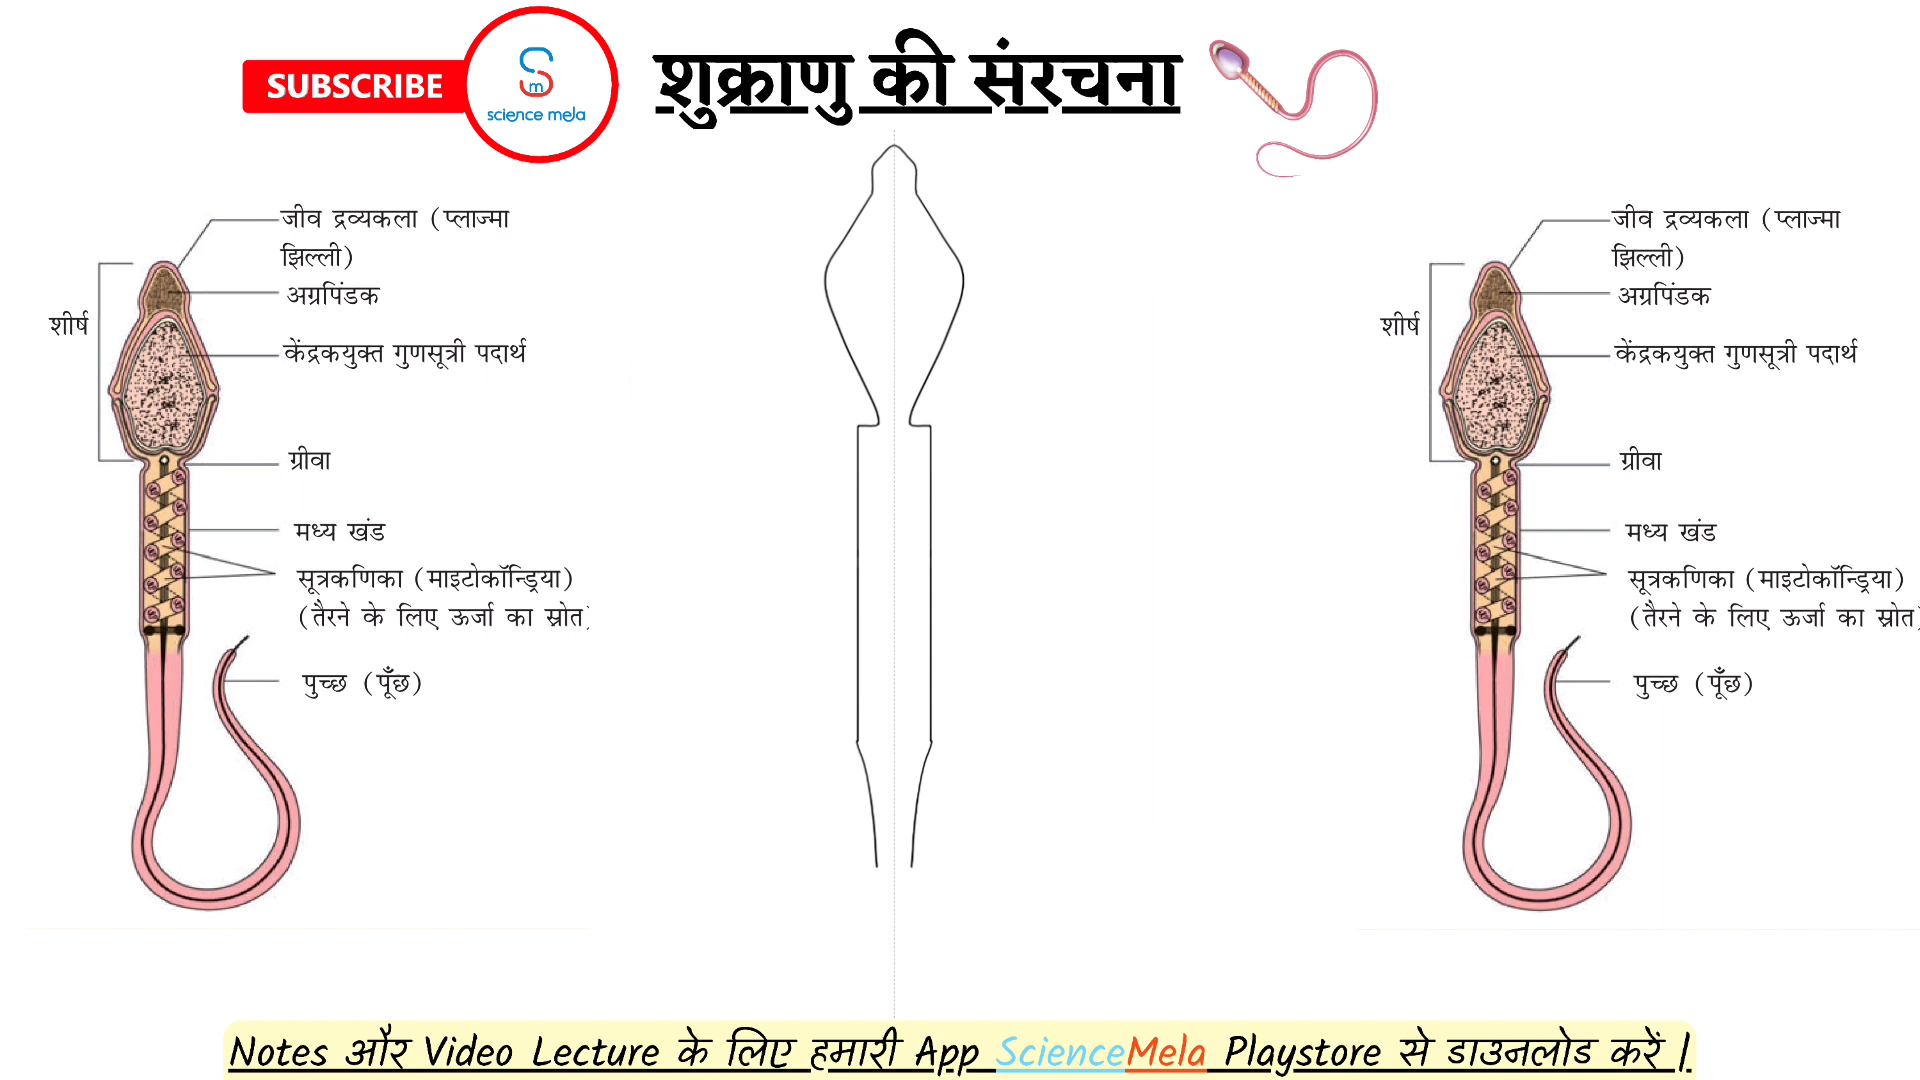 SUBSCRIBE
science mela
शुक्राणु की संरचना
जीव द्रव्यकला (प्लाज्मा
झिल्ली)
अग्रपिंडक
शीर्ष
केंद्रकयुक्त गुणसूत्री पदार्थ
ग्रीवा
मध्य खंड
सूत्रकणिका (माइटोकॉन्ड्रिया)
(तैरने के लिए ऊर्जा का स्रोत)
पुच्छ (पूँछ)
जीव द्रव्यकला (प्लाज्मा
झिल्ली)
अग्रपिंडक
शीर्ष
केंद्रकयुक्त गुणसूत्री पदार्थ
ग्रीवा
मध्य खंड
सूत्रकणिका (माइटोकॉन्ड्रिया)
(तैरने के लिए ऊर्जा का स्रोत)
पुच्छ (पूँछ)
Notes और Video Lecture के लिए हमारी App ScienceMela Playstore से डाउनलोड करें |